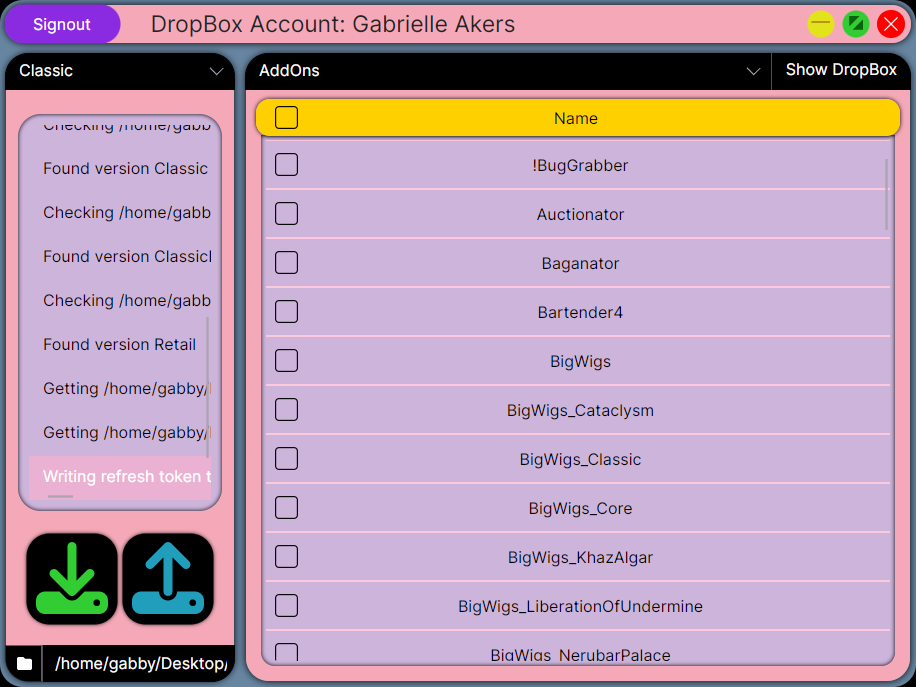 Signout
DropBox Account: Gabrielle Akers
Classic
Checking /home/gabb
Found version Classic
Checking /home/gabb
Found version Classicl
Checking /home/gabb
Found version Retail
Getting /home/gabby/
Getting /home/gabby/
Writing refresh token t
/home/gabby/Desktop/
AddOns
Show DropBox
Name
!BugGrabber
Auctionator
Baganator
Bartender4
BigWigs
BigWigs_Cataclysm
BigWigs_Classic
BigWigs_Core
BigWigs_KhazAlgar
BigWigs_LiberationOfUndermine
BigWigs_NerubarPalace